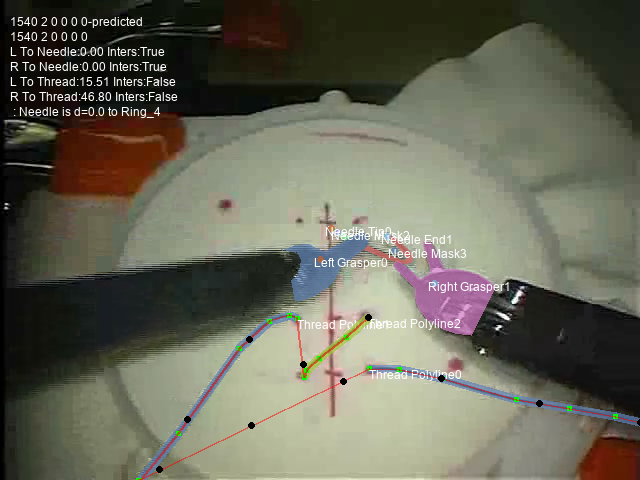 1540 2 0 0 0 0-predicted
1540 2 0 0 0 0
L To Needle:0.00 Inters:True
R To Needle:0.00 Inters:True
L To Thread:15.51 Inters:False
R To Thread:46.80 Inters:False
: Needle is d=0.0 to Ring_4
Needle Tip0
Needle Mask2
Needle End1
Needle Mask3
Left Grasper0
Right Grasper1
Thread Polyline2
Thread Polyline0